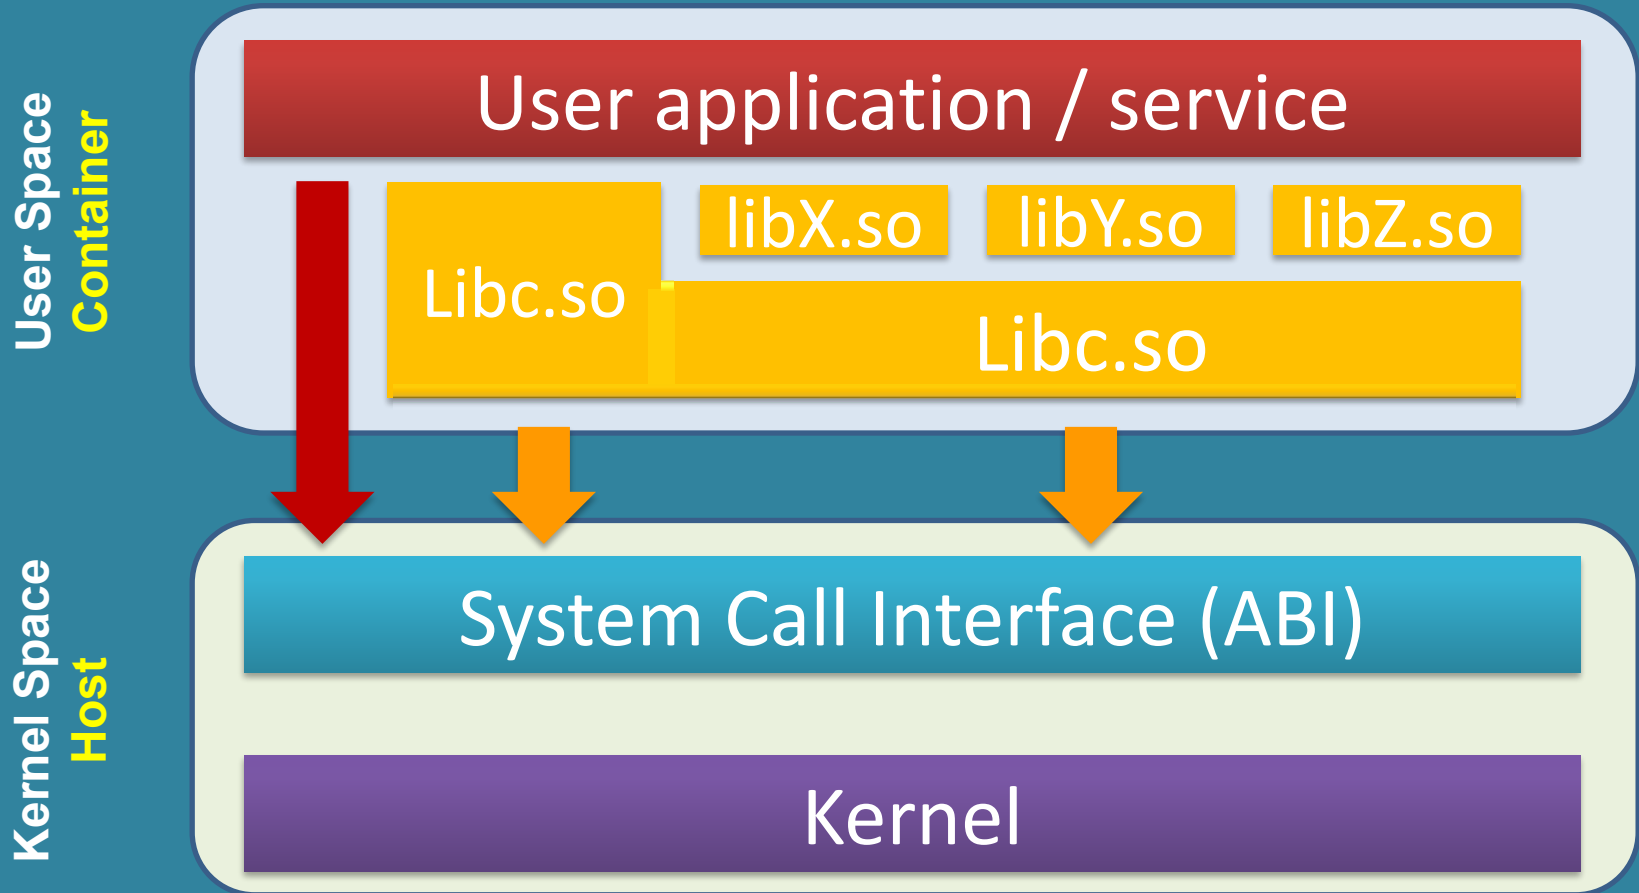 User Space
Container
User application / service
libX.so
libY.so
libZ.so
Libc.so
Libc.so
Kernel Space
Host
System Call Interface (ABI)
Kernel